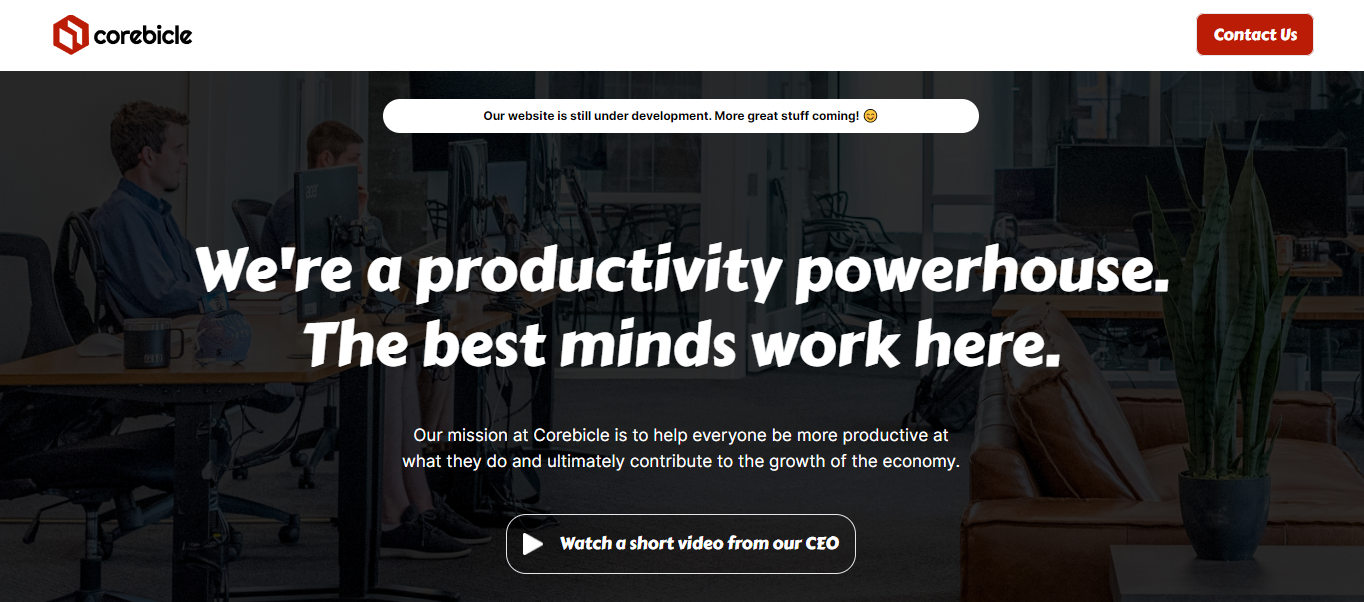 corebicle
Contact Us
Our website is still under development. More great stuff coming! 😊
acer
We're a productivity powerhouse.
The best minds work here.
Our mission at Corebicle is to help everyone be more productive at
what they do and ultimately contribute to the growth of the economy.
Watch a short video from our CEO